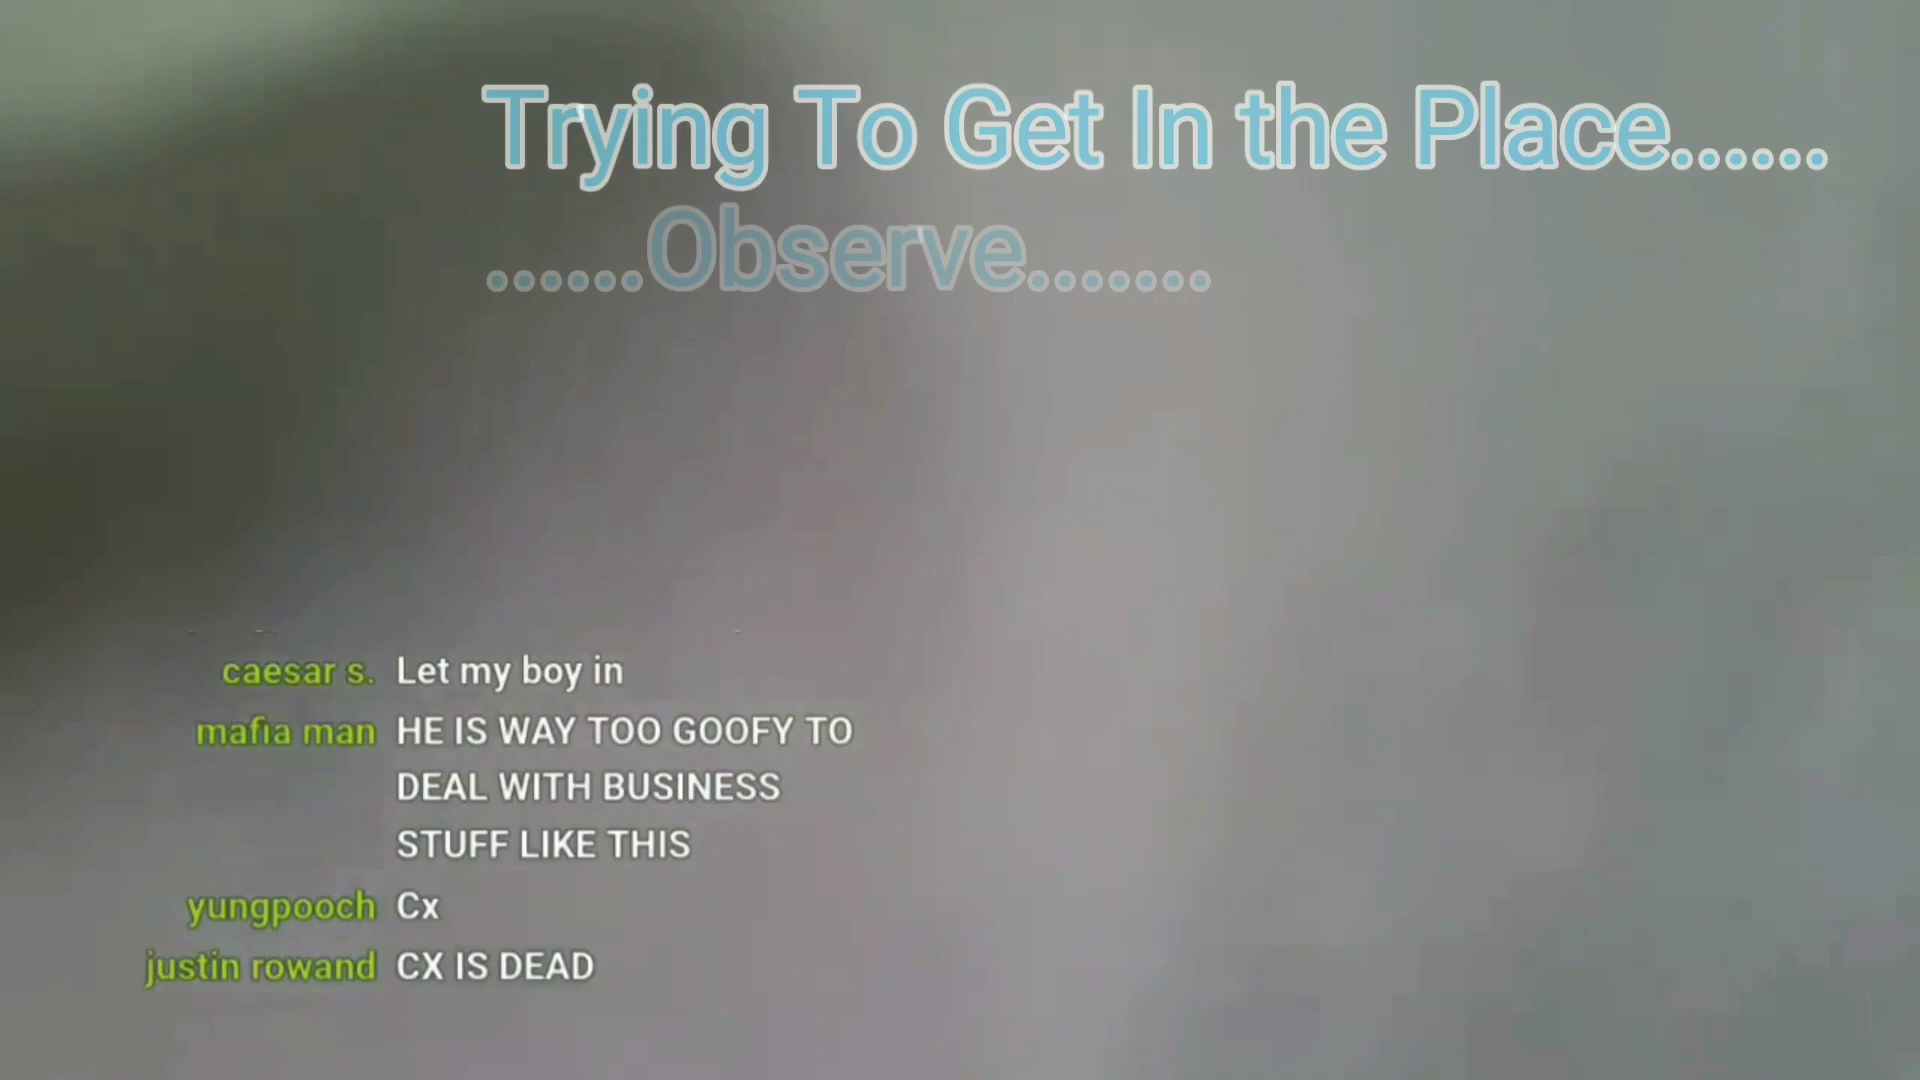 Trying To Get In the Place......
......Observe.......
caesar s. Let my boy in
mafia man HE IS WAY TOO GOOFY TO
DEAL WITH BUSINESS
STUFF LIKE THIS
yungpooch Cx
justin rowand CX IS DEAD